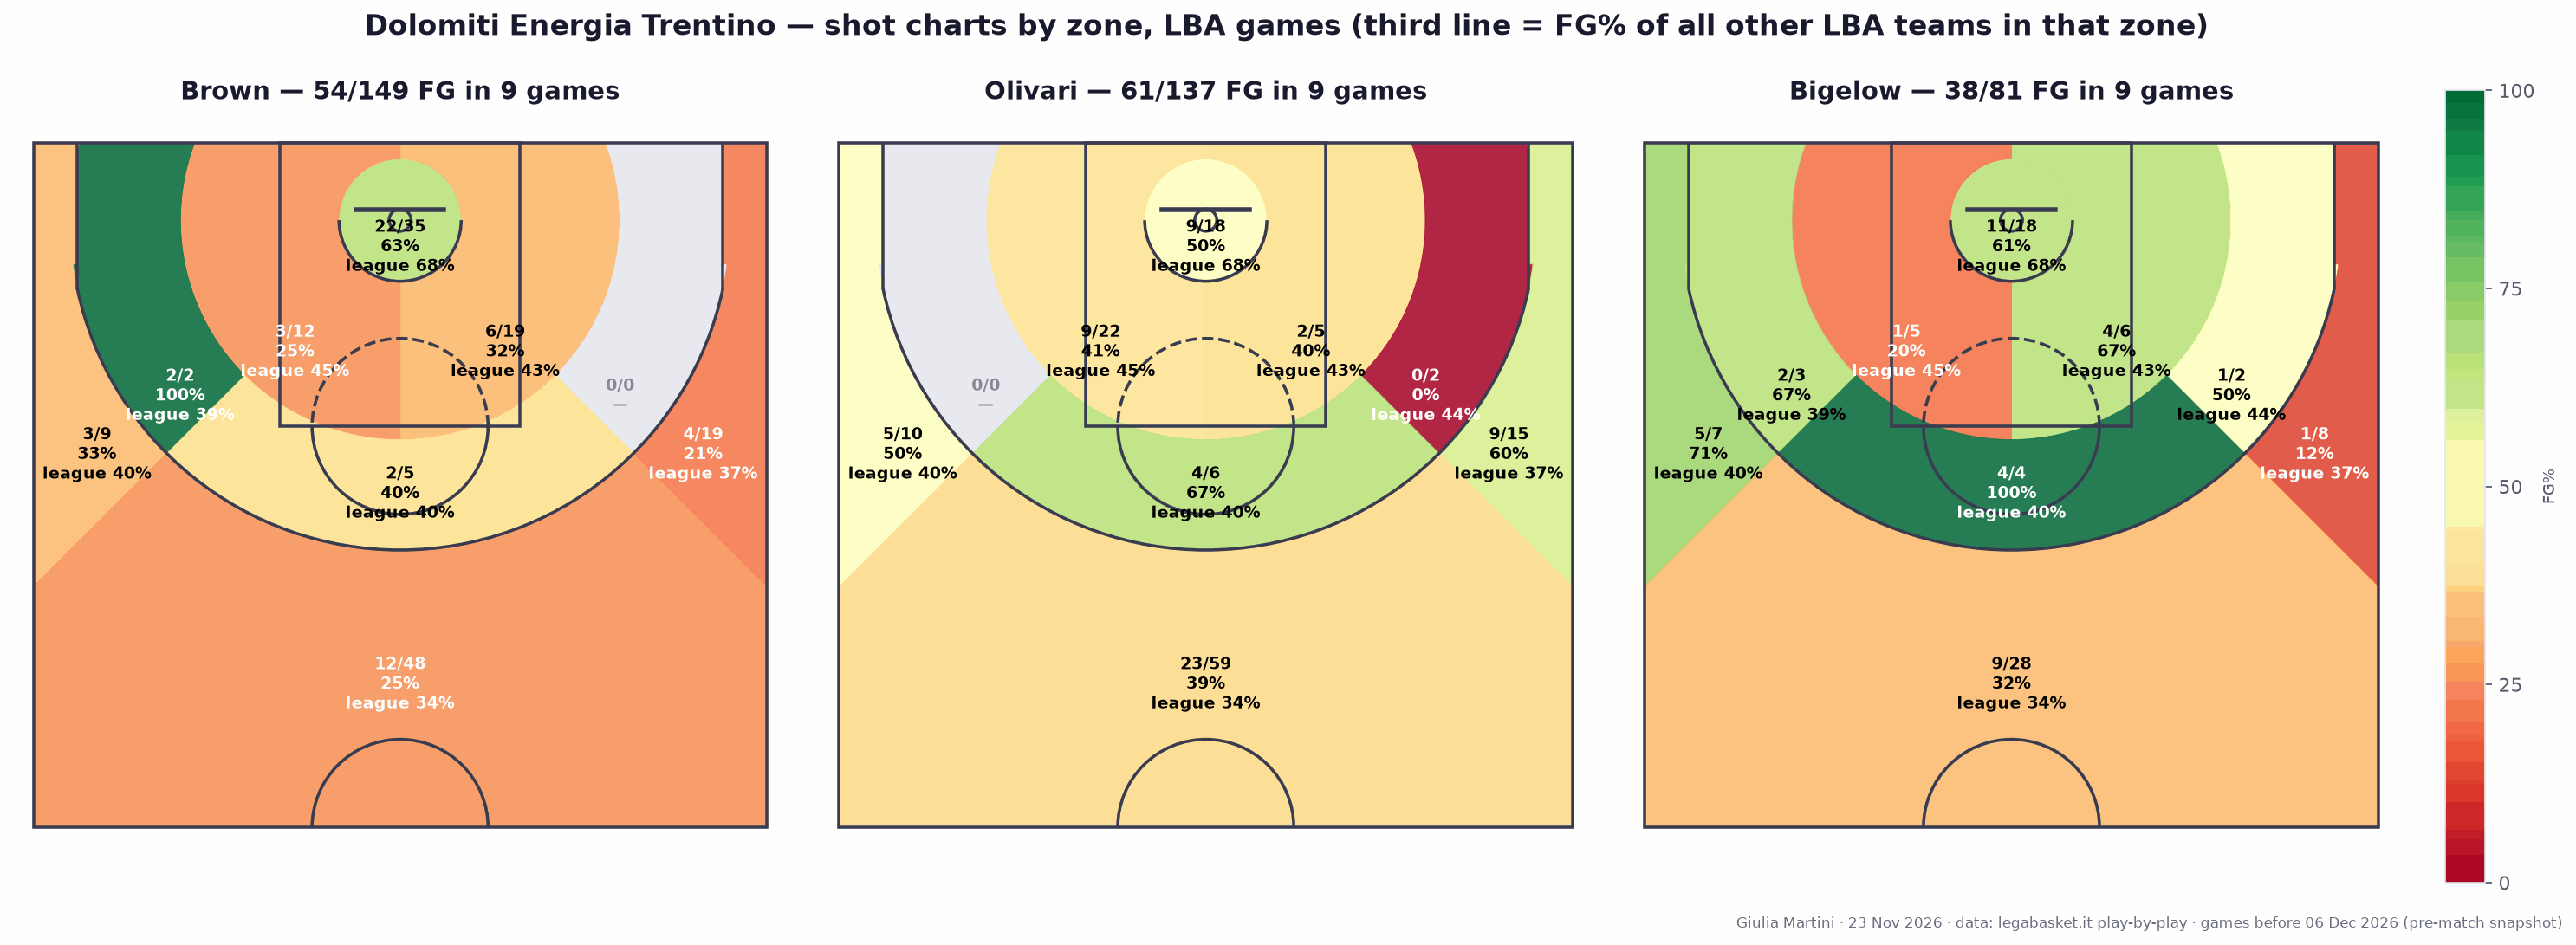 Dolomiti Energia Trentino — shot charts by zone, LBA games (third line = FG% of all other LBA teams in that zone)
Brown — 54/149 FG in 9 games
22/35
63%
league 68%
3/12
25%
league 45%
6/19
32%
league 43%
2/2
100%
league 39%
0/0
—
3/9
33%
league 40%
4/19
21%
league 37%
2/5
40%
league 40%
12/48
25%
league 34%
Olivari — 61/137 FG in 9 games
9/18
50%
league 68%
9/22
41%
league 45%
2/5
40%
league 43%
0/0
—
0/2
0%
league 44%
5/10
50%
league 40%
9/15
60%
league 37%
4/6
67%
league 40%
23/59
39%
league 34%
Bigelow — 38/81 FG in 9 games
11/18
61%
league 68%
1/5
20%
league 45%
4/6
67%
league 43%
2/3
67%
league 39%
1/2
50%
league 44%
5/7
71%
league 40%
1/8
12%
league 37%
4/4
100%
league 40%
9/28
32%
league 34%
100
75
50
25
0
FG%
Giulia Martini · 23 Nov 2026 · data: legabasket.it play-by-play · games before 06 Dec 2026 (pre-match snapshot)